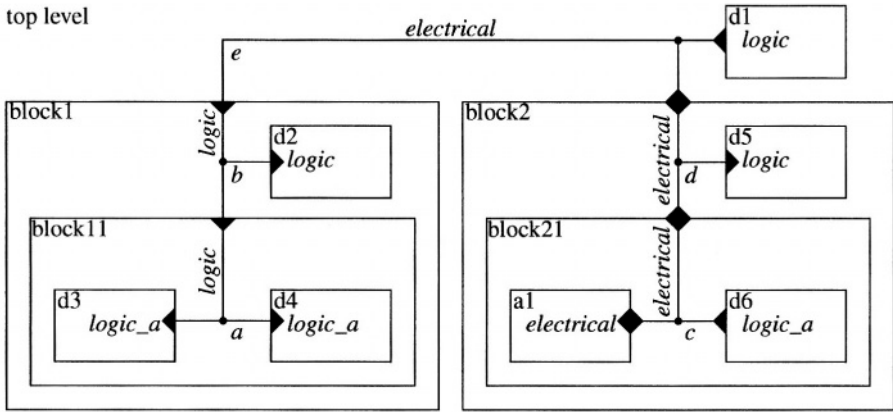 top level
electrical
d1
logic
e
block1
logic
d2
logic
b
block11
logic
d3
logic_a
d4
logic_a
a
block2
electrical
d5
logic
d
block21
electrical
a1
electrical
d6
logic_a
c